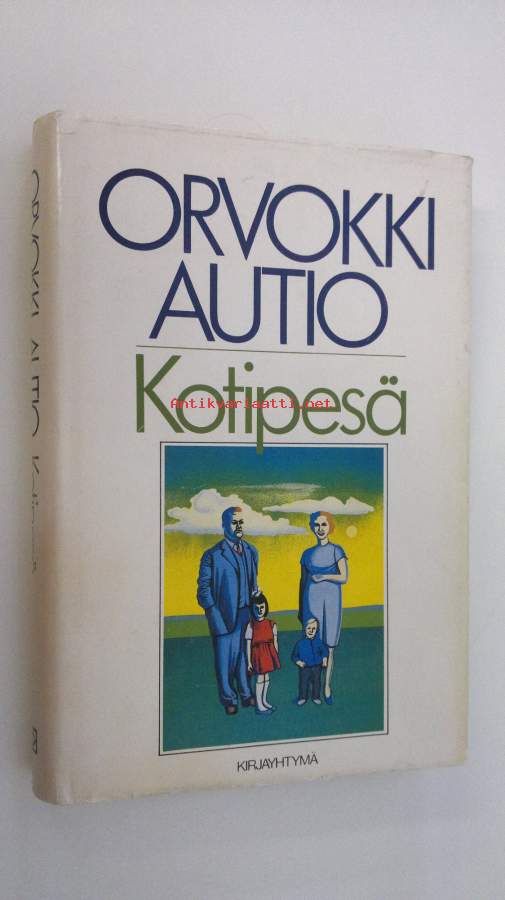 ORVOKKI
AUTIO
Kotipesä
Antikvariaatti.net
KIRJAYHTYMÄ
ORVOKKI AUTIO Kotipesä